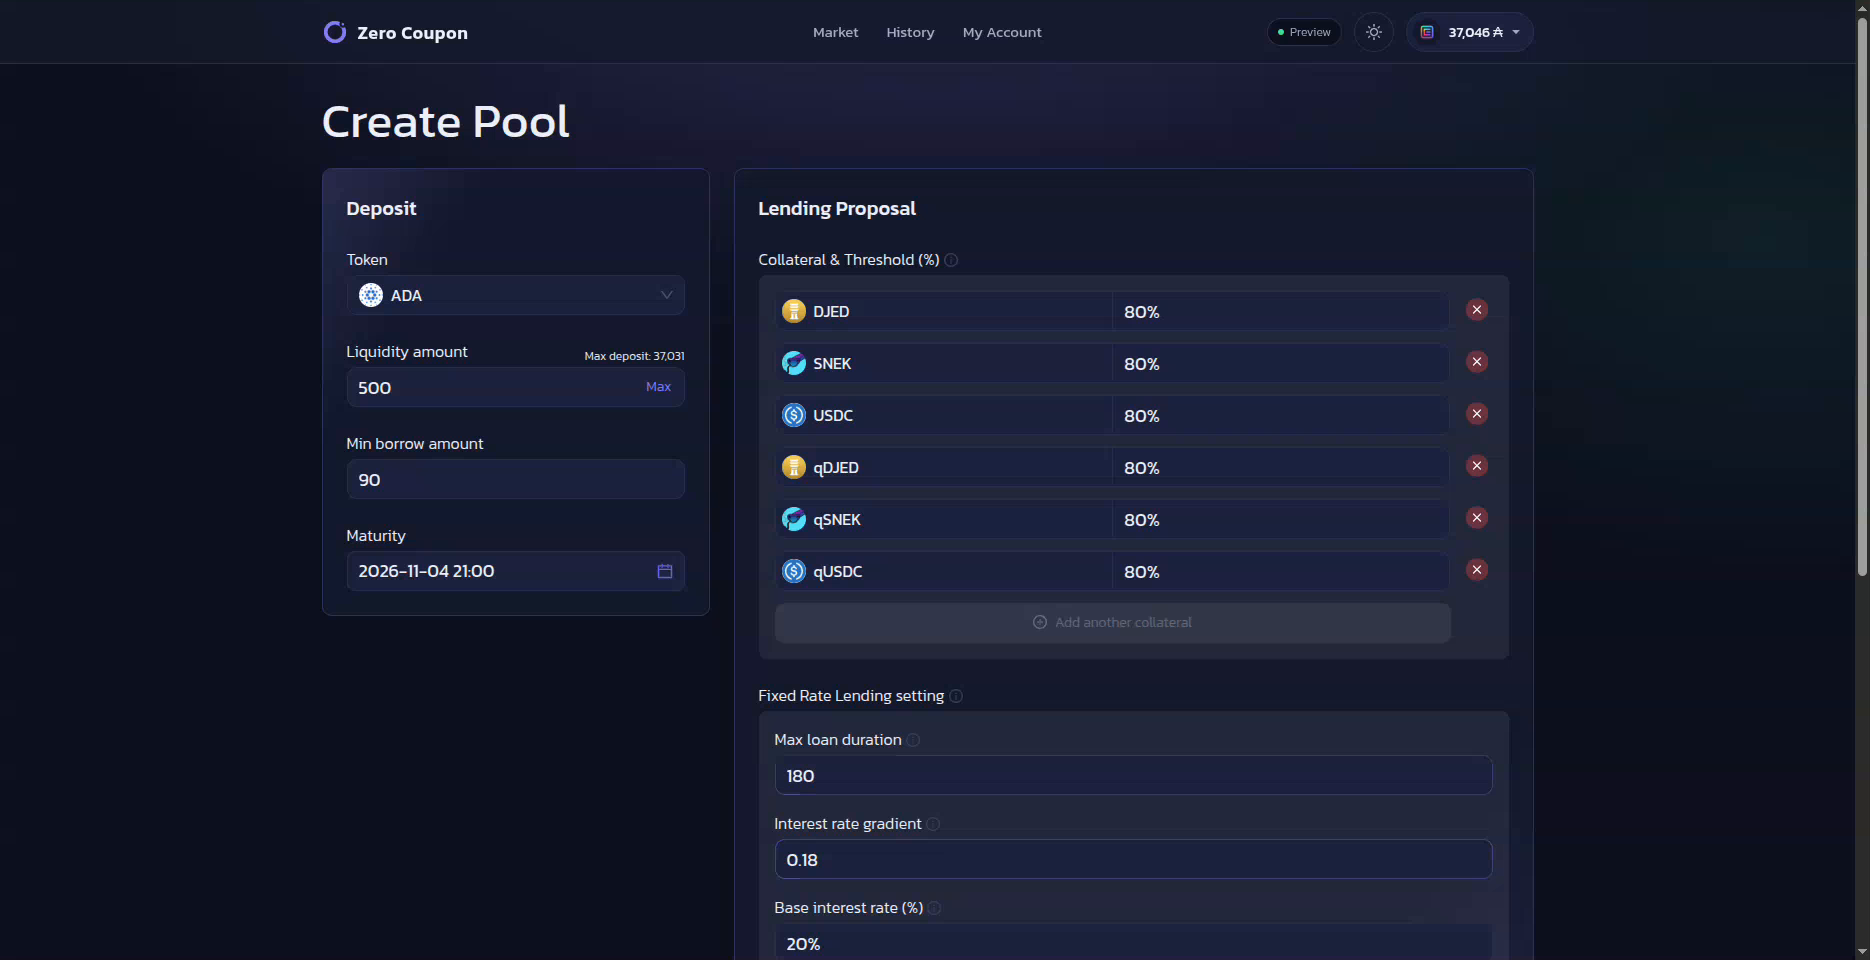 Zero Coupon
Market
History
My Account
Preview
37,046 ₳
Create Pool
Deposit
Token
ADA
Liquidity amount
Max deposit: 37,031
500
Max
Min borrow amount
90
Maturity
2026-11-04 21:00
Lending Proposal
Collateral & Threshold (%)
DJED
80%
SNEK
80%
USDC
80%
qDJED
80%
qSNEK
80%
qUSDC
80%
Add another collateral
Fixed Rate Lending setting
Max loan duration
180
Interest rate gradient
0.18
Base interest rate (%)
20%